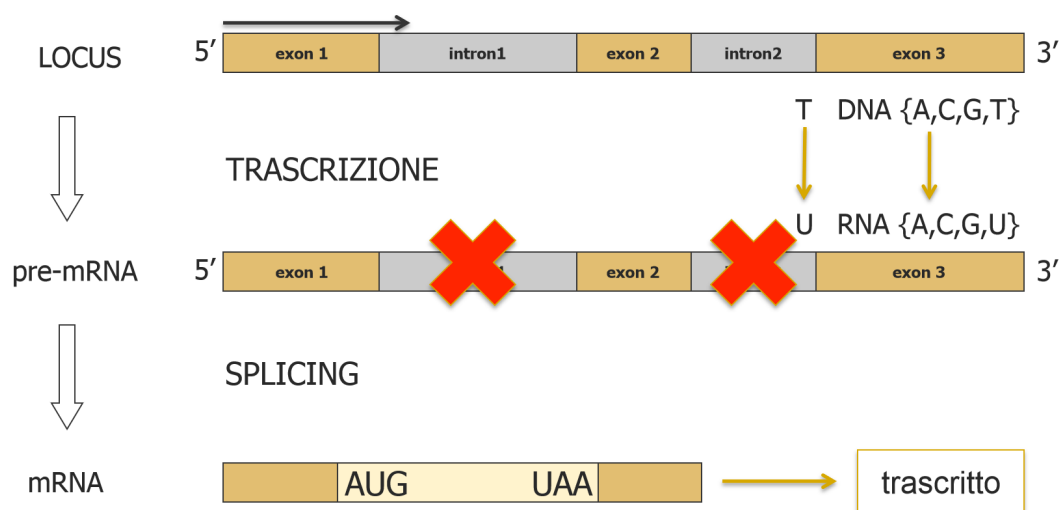 LOCUS 5’ exon 1 intron1 exon 2 intron2 exon 3 3’
T DNA {A,C,G,T}
TRASCRIZIONE
U RNA {A,C,G,U}
pre-mRNA 5’ exon 1 exon 2 exon 3 3’
SPLICING
mRNA AUG UAA trascritto